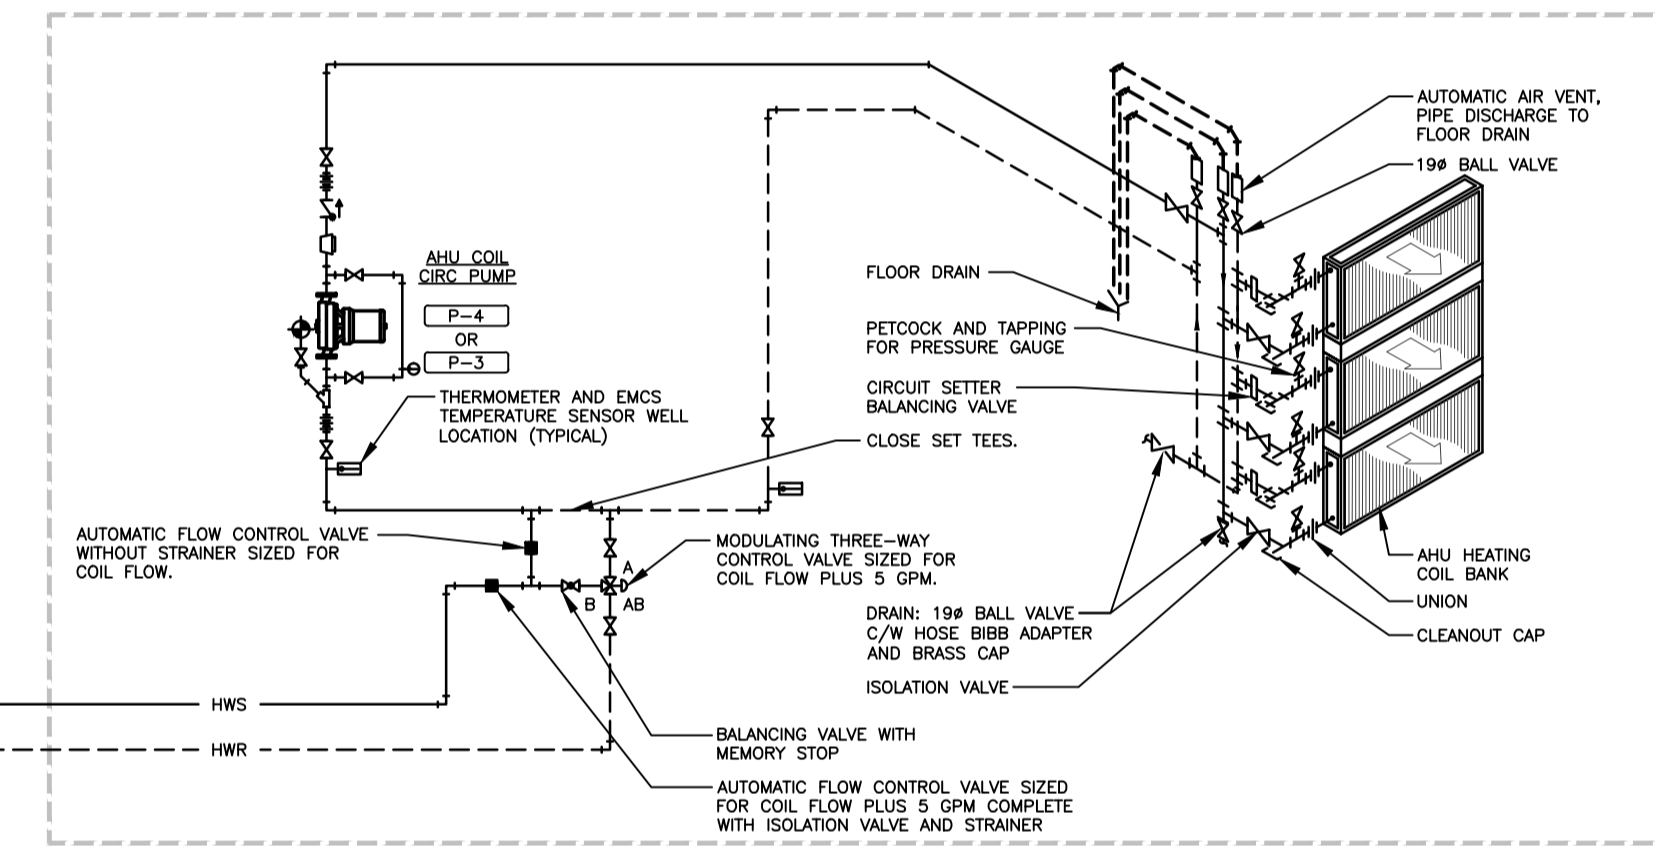 AUTOMATIC AIR VENT,
PIPE DISCHARGE TO
FLOOR DRAIN
19ø BALL VALVE
AHU COIL
CIRC PUMP
P-4
OR
P-3
FLOOR DRAIN
PETCOCK AND TAPPING
FOR PRESSURE GAUGE
CIRCUIT SETTER
BALANCING VALVE
THERMOMETER AND EMCS
TEMPERATURE SENSOR WELL
LOCATION (TYPICAL)
CLOSE SET TEES.
AUTOMATIC FLOW CONTROL VALVE
WITHOUT STRAINER SIZED FOR
COIL FLOW.
MODULATING THREE-WAY
CONTROL VALVE SIZED FOR
COIL FLOW PLUS 5 GPM.
A
B
AB
AHU HEATING
COIL BANK
UNION
CLEANOUT CAP
DRAIN: 19ø BALL VALVE
C/W HOSE BIBB ADAPTER
AND BRASS CAP
ISOLATION VALVE
HWS
HWR
BALANCING VALVE WITH
MEMORY STOP
AUTOMATIC FLOW CONTROL VALVE SIZED
FOR COIL FLOW PLUS 5 GPM COMPLETE
WITH ISOLATION VALVE AND STRAINER